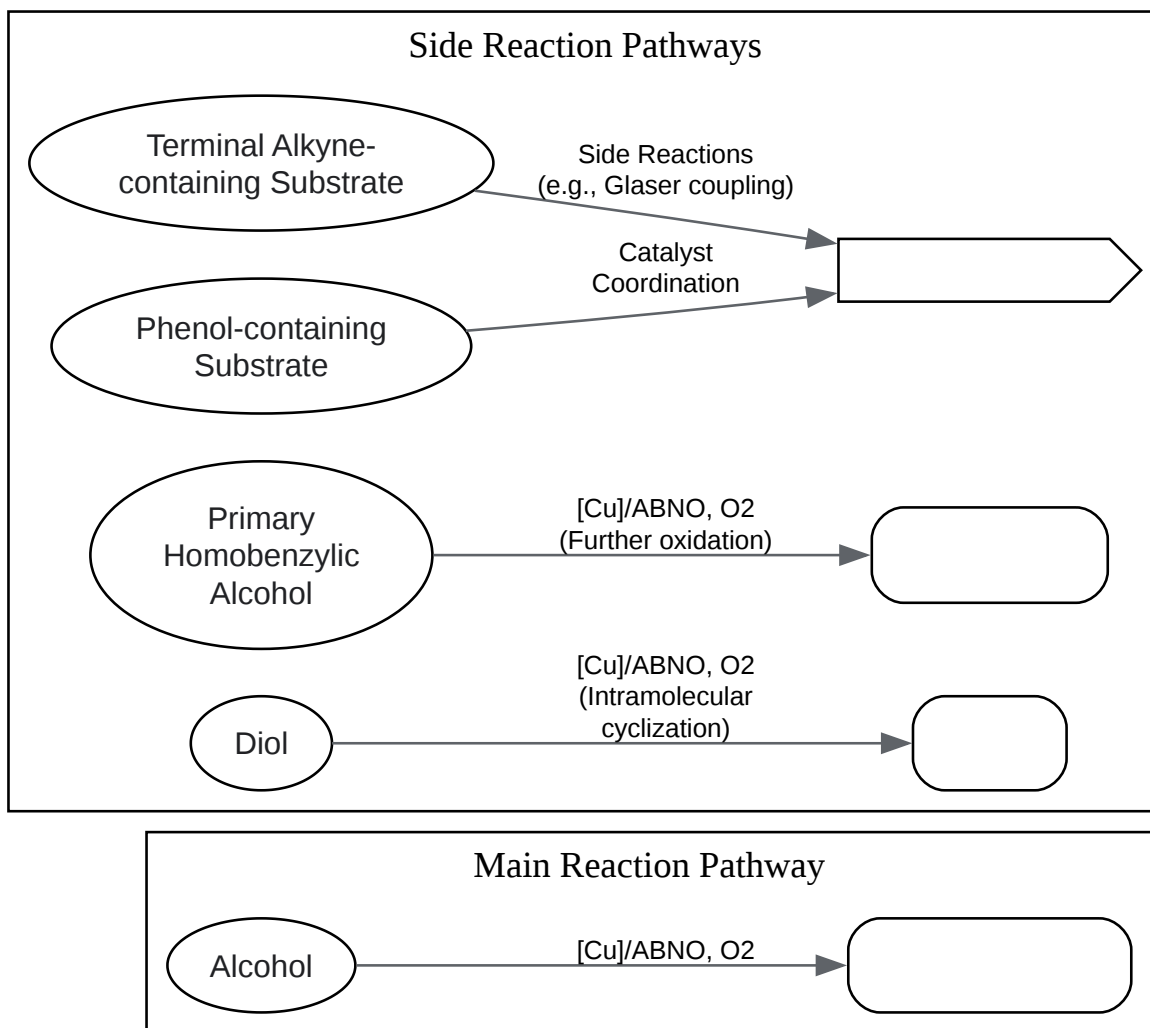 Side Reaction Pathways
Terminal Alkyne-
containing Substrate
Side Reactions
(e.g., Glaser coupling)
Catalyst
Coordination
Phenol-containing
Substrate
Primary
Homobenzylic
Alcohol
[Cu]/ABNO, O2
(Further oxidation)
Diol
[Cu]/ABNO, O2
(Intramolecular
cyclization)
Main Reaction Pathway
Alcohol
[Cu]/ABNO, O2